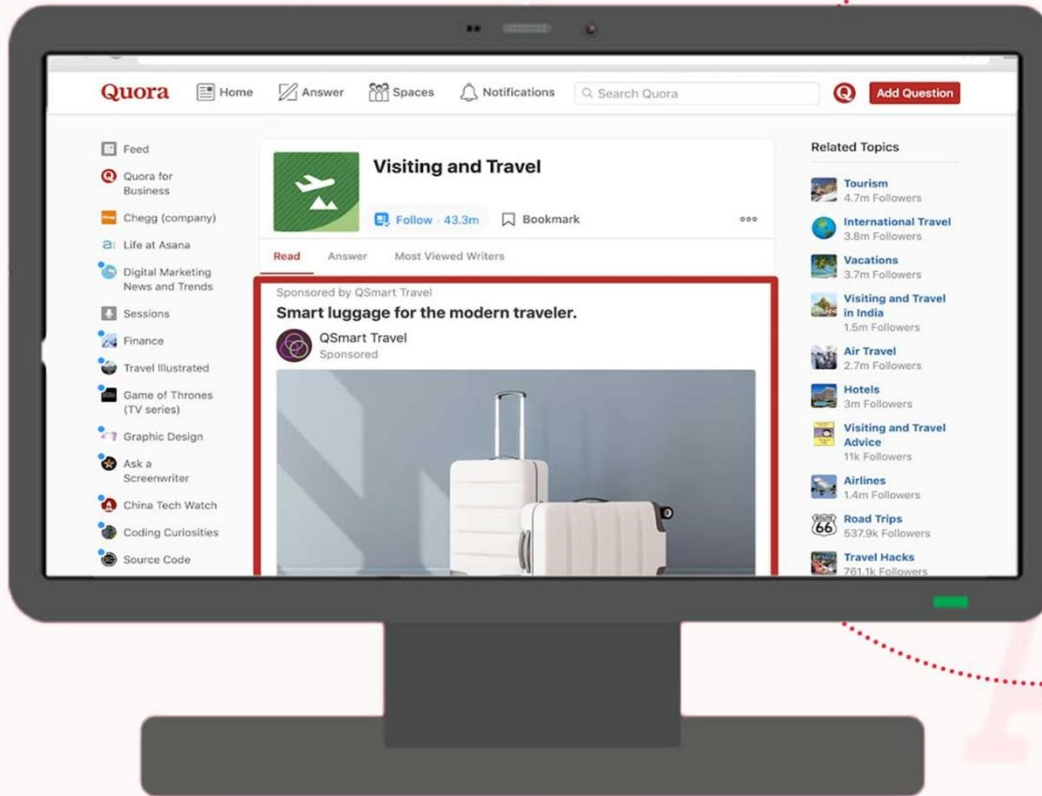 Quora
Home
Answer
Spaces
Notifications
Search Quora
Add Question
Feed
Quora for
Business
Chegg (company)
Life at Asana
Digital Marketing
News and Trends
Sessions
Finance
Travel Illustrated
Game of Thrones
(TV series)
Graphic Design
Ask a
Screenwriter
China Tech Watch
Coding Curiosities
Source Code
Visiting and Travel
Follow · 43.3m
Bookmark
Read
Answer
Most Viewed Writers
Sponsored by QSmart Travel
Smart luggage for the modern traveler.
QSmart Travel
Sponsored
Related Topics
Tourism
4.7m Followers
International Travel
3.8m Followers
Vacations
3.7m Followers
Visiting and Travel
in India
1.5m Followers
Air Travel
2.7m Followers
Hotels
3m Followers
Visiting and Travel
Advice
11k Followers
Airlines
1.4m Followers
Road Trips
537.9k Followers
Travel Hacks
761.1k Followers